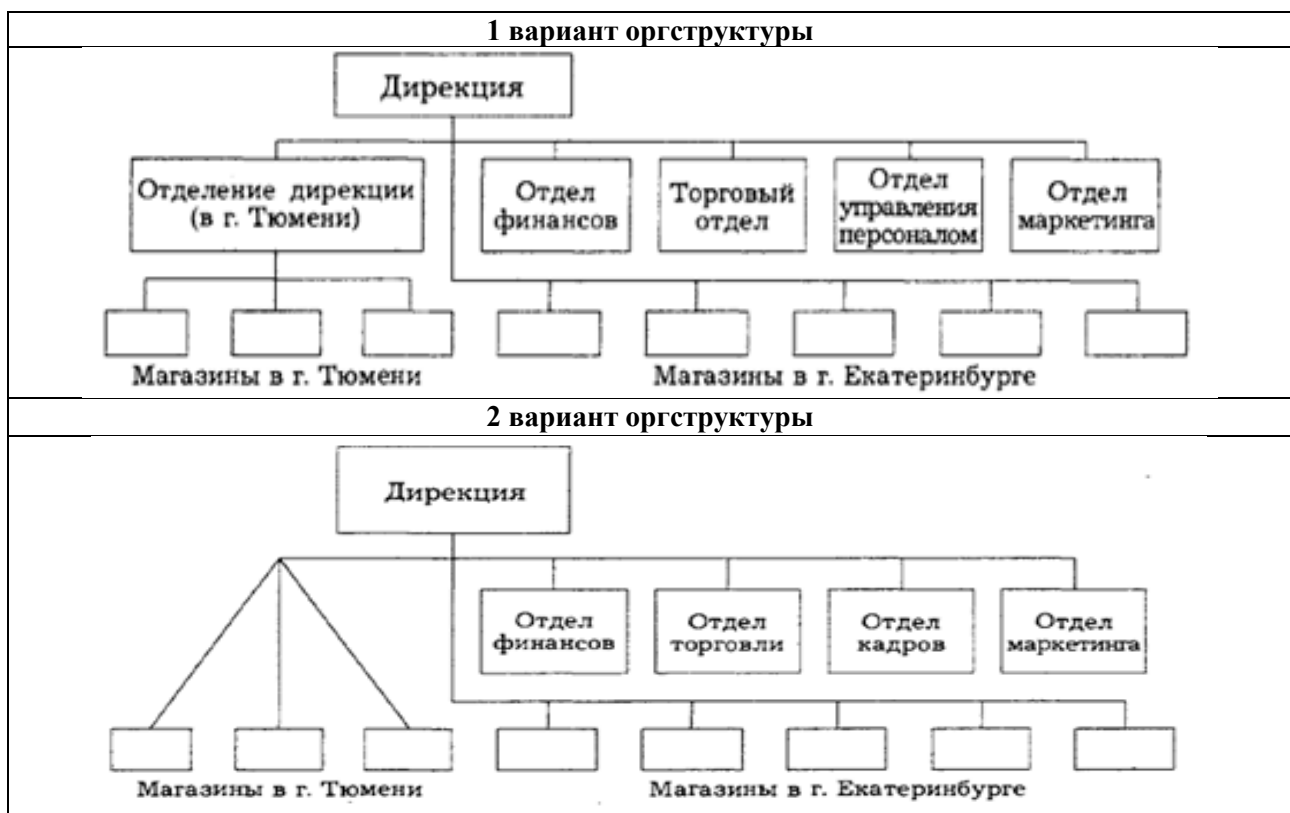 1 вариант оргструктуры
Дирекция
Отделение дирекции
(в г. Тюмени)
Отдел
финансов
Торговый
отдел
Отдел
управления
персоналом
Отдел
маркетинга
Магазины в г. Тюмени
Магазины в г. Екатеринбурге
2 вариант оргструктуры
Дирекция
Отдел
финансов
Отдел
торговли
Отдел
кадров
Отдел
маркетинга
Магазины в г. Тюмени
Магазины в г. Екатеринбурге